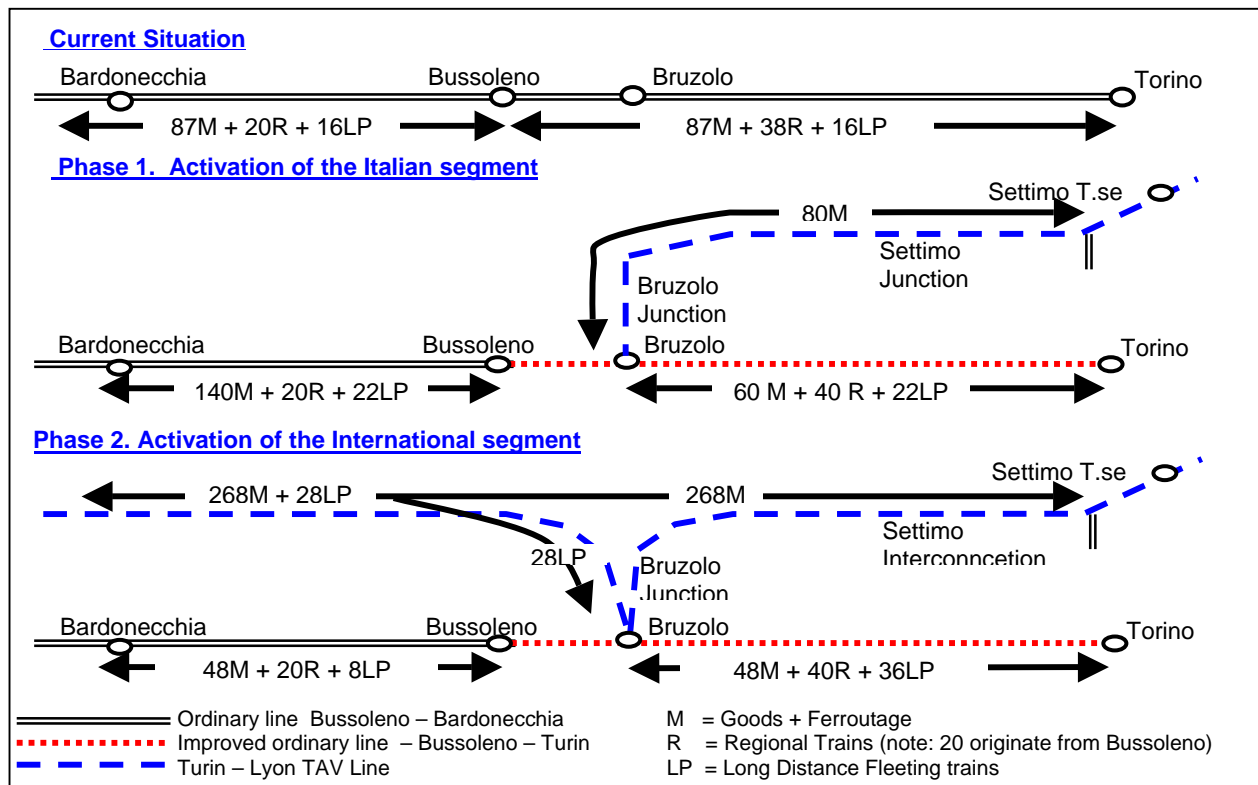 Current Situation
Bardonecchia Bussoleno Bruzolo Torino
87M + 20R + 16LP 87M + 38R + 16LP
Phase 1. Activation of the Italian segment
Settimo T.se
80M
Settimo
Junction
Bruzolo
Junction
Bardonecchia Bussoleno Bruzolo Torino
140M + 20R + 22LP 60 M + 40 R + 22LP
Phase 2. Activation of the International segment
Settimo T.se
268M + 28LP 268M
Settimo
Interconncetion
28LP
Bruzolo
Junction
Bardonecchia Bussoleno Bruzolo Torino
48M + 20R + 8LP 48M + 40R + 36LP
Ordinary line Bussoleno – Bardonecchia
Improved ordinary line – Bussoleno – Turin
Turin – Lyon TAV Line
M = Goods + Ferroutage
R = Regional Trains (note: 20 originate from Bussoleno)
LP = Long Distance Fleeting trains